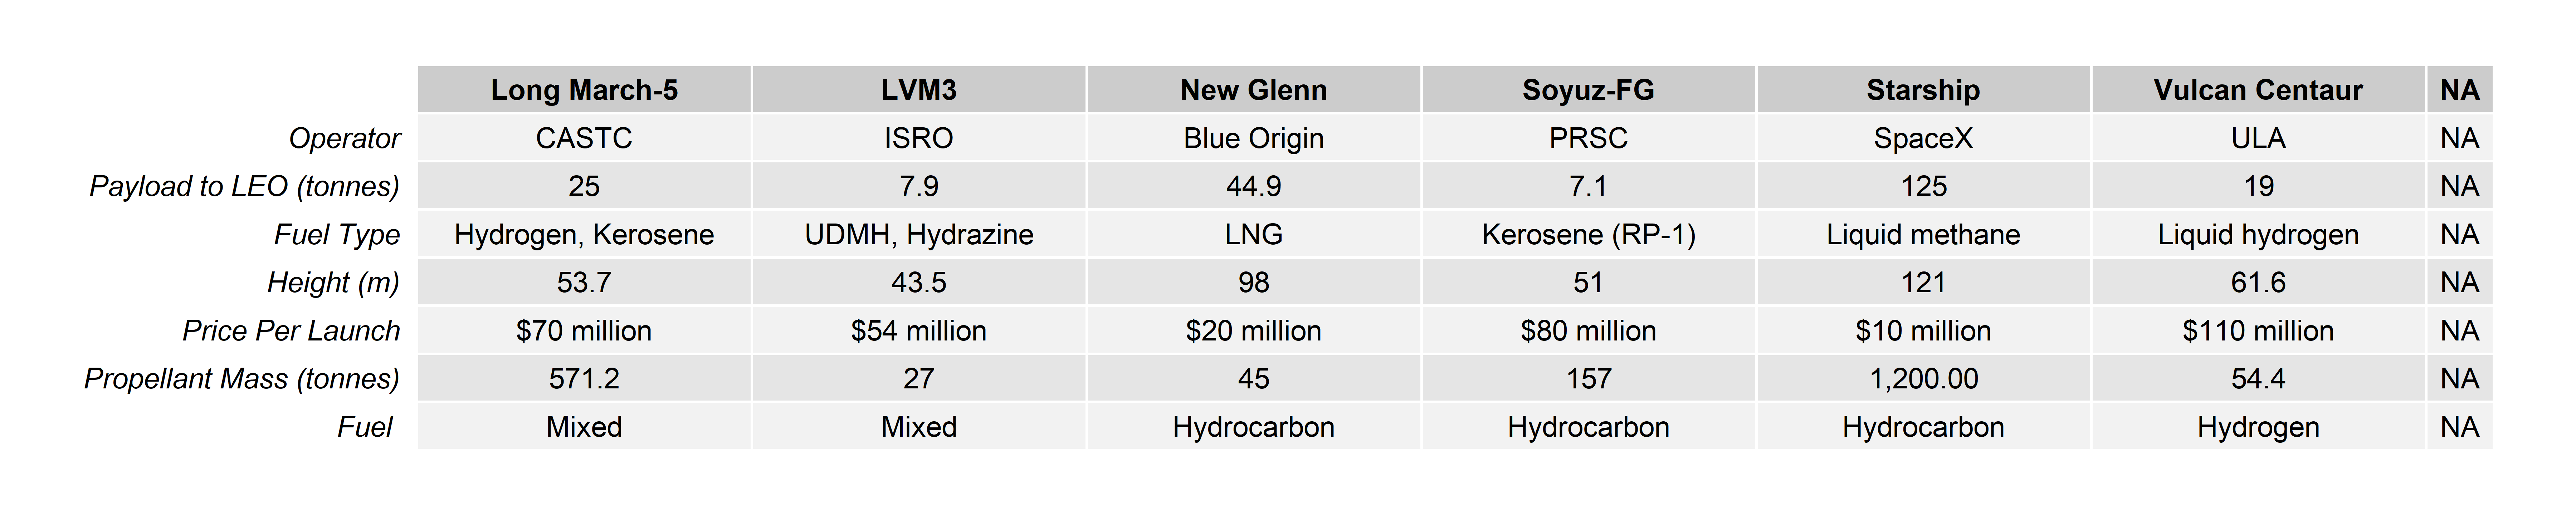 Long March-5 LVM3 New Glenn Soyuz-FG Starship Vulcan Centaur NA
Operator CASTC ISRO Blue Origin PRSC SpaceX ULA NA
Payload to LEO (tonnes) 25 7.9 44.9 7.1 125 19 NA
Fuel Type Hydrogen, Kerosene UDMH, Hydrazine LNG Kerosene (RP-1) Liquid methane Liquid hydrogen NA
Height (m) 53.7 43.5 98 51 121 61.6 NA
Price Per Launch $70 million $54 million $20 million $80 million $10 million $110 million NA
Propellant Mass (tonnes) 571.2 27 45 157 1,200.00 54.4 NA
Fuel Mixed Mixed Hydrocarbon Hydrocarbon Hydrocarbon Hydrogen NA